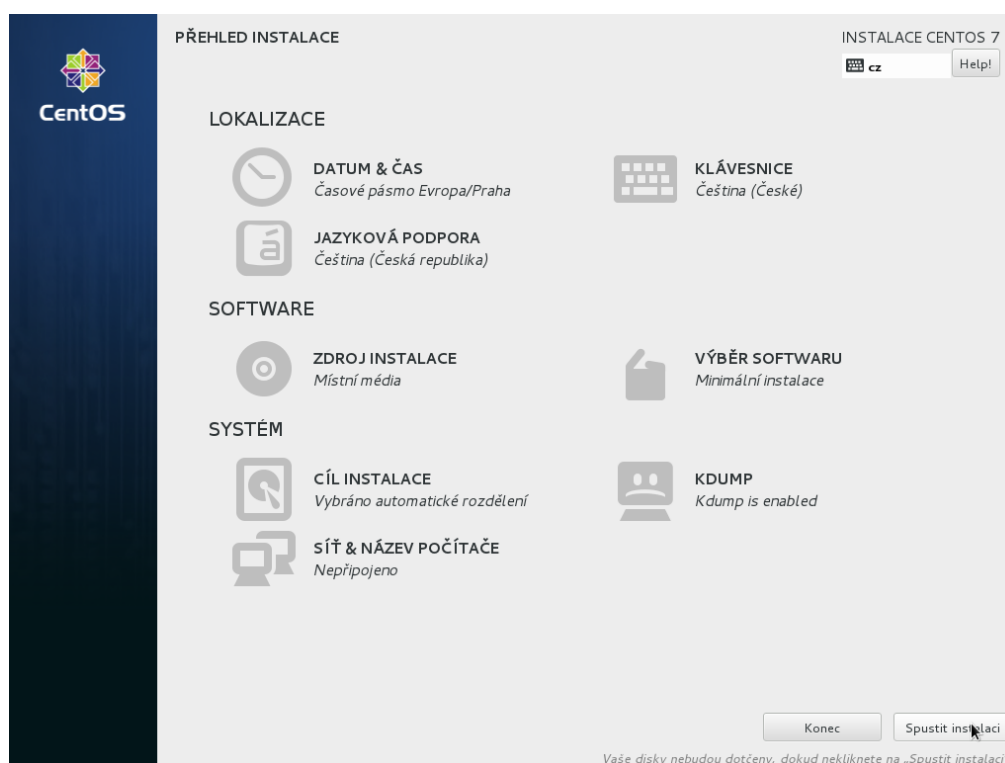 PŘEHLED INSTALACE
INSTALACE CENTOS 7
cz
Help!
CentOS
LOKALIZACE
DATUM & ČAS
Časové pásmo Evropa/Praha
KLÁVESNICE
Čeština (České)
á
JAZYKOVÁ PODPORA
Čeština (Česká republika)
SOFTWARE
ZDROJ INSTALACE
Místní média
VÝBĚR SOFTWARU
Minimální instalace
SYSTÉM
CÍL INSTALACE
Vybráno automatické rozdělení
KDUMP
Kdump is enabled
SÍŤ & NÁZEV POČÍTAČE
Nepřipojeno
Konec
Spustit instalaci
Vaše disky nebudou dotčeny, dokud nekliknete na „Spustit instalaci